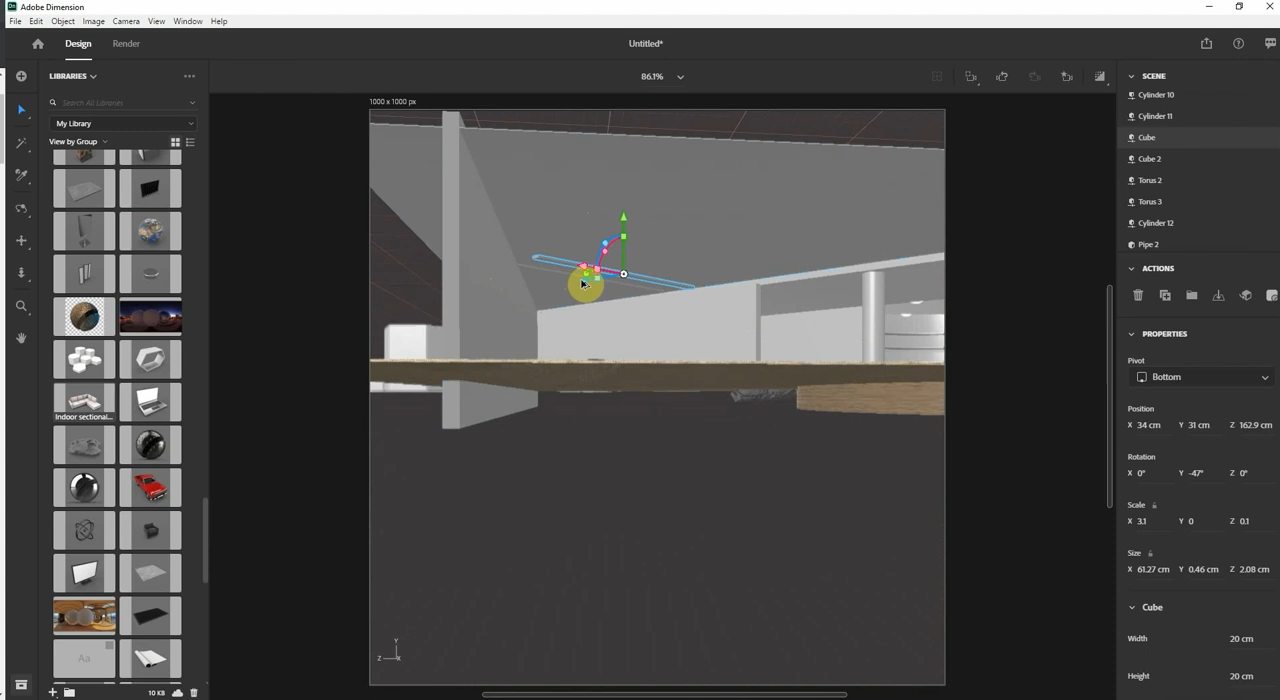 Dn Adobe Dimension
File Edit Object Image Camera View Window Help
Design Render Untitled*
LIBRARIES
Search All Libraries
My Library
View by Group
Indoor sectional...
Aa
10 KB
86.1%
1000 x 1000 px
Y
Z X
SCENE
Cylinder 10
Cylinder 11
Cube
Cube 2
Torus 2
Torus 3
Cylinder 12
Pipe 2
ACTIONS
PROPERTIES
Pivot
Bottom
Position
X 34 cm Y 31 cm Z 162.9 cm
Rotation
X 0° Y -47° Z 0°
Scale
X 3.1 Y 0 Z 0.1
Size
X 61.27 cm Y 0.46 cm Z 2.08 cm
Cube
Width 20 cm
Height 20 cm